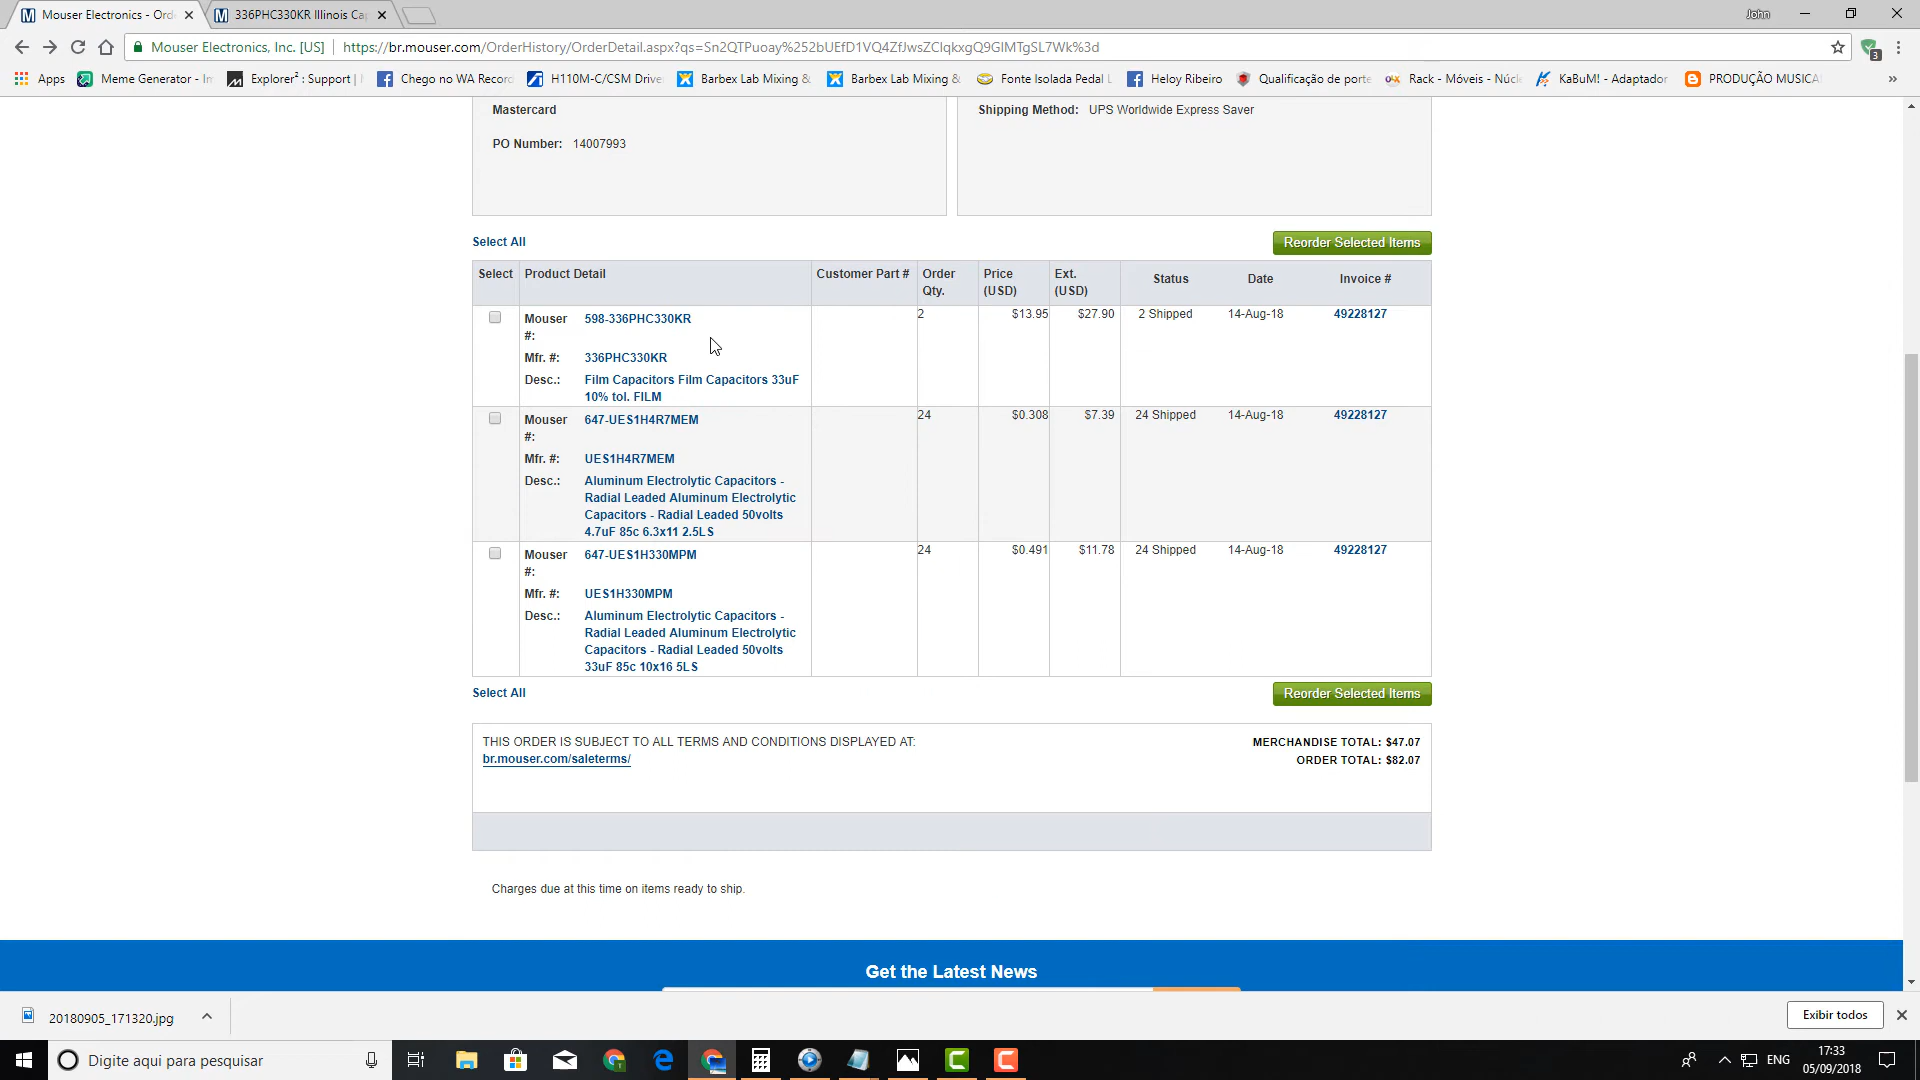 Mouser Electronics - Ord
336PHC330KR Illinois Ca
John
Mouser Electronics, Inc. [US]
https://br.mouser.com/OrderHistory/OrderDetail.aspx?qs=Sn2QTPuoay%252bUEfD1VQ4ZfJwsZClqkxgQ9GlMTgSL7Wk%3d
3
Apps
Meme Generator - Im
Explorer² : Support |
Chego no WA Record
H110M-C/CSM Drive
Barbex Lab Mixing &
Barbex Lab Mixing &
Fonte Isolada Pedal L
Heloy Ribeiro
Qualificação de porte
Rack - Móveis - Núcl
KaBuM! - Adaptador
PRODUÇÃO MUSICA
»
Mastercard
PO Number: 14007993
Shipping Method: UPS Worldwide Express Saver
Select All
Reorder Selected Items
Select
Product Detail
Customer Part #
Order
Qty.
Price
(USD)
Ext.
(USD)
Status
Date
Invoice #
Mouser
#:
598-336PHC330KR
Mfr. #: 336PHC330KR
Desc.: Film Capacitors Film Capacitors 33uF
10% tol. FILM
2
$13.95
$27.90
2 Shipped
14-Aug-18
49228127
Mouser
#:
647-UES1H4R7MEM
Mfr. #: UES1H4R7MEM
Desc.: Aluminum Electrolytic Capacitors -
Radial Leaded Aluminum Electrolytic
Capacitors - Radial Leaded 50volts
4.7uF 85c 6.3x11 2.5LS
24
$0.308
$7.39
24 Shipped
14-Aug-18
49228127
Mouser
#:
647-UES1H330MPM
Mfr. #: UES1H330MPM
Desc.: Aluminum Electrolytic Capacitors -
Radial Leaded Aluminum Electrolytic
Capacitors - Radial Leaded 50volts
33uF 85c 10x16 5LS
24
$0.491
$11.78
24 Shipped
14-Aug-18
49228127
Select All
Reorder Selected Items
THIS ORDER IS SUBJECT TO ALL TERMS AND CONDITIONS DISPLAYED AT:
br.mouser.com/saleterms/
MERCHANDISE TOTAL: $47.07
ORDER TOTAL: $82.07
Charges due at this time on items ready to ship.
Get the Latest News
20180905_171320.jpg
Exibir todos
Digite aqui para pesquisar
ENG
17:33
05/09/2018